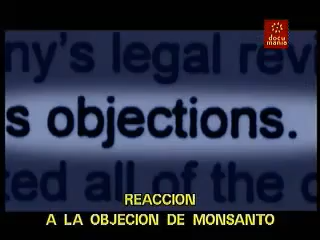 docu
mania
ny's legal rev
s objections.
ted all of the o
REACCION
A LA OBJECION DE MONSANTO